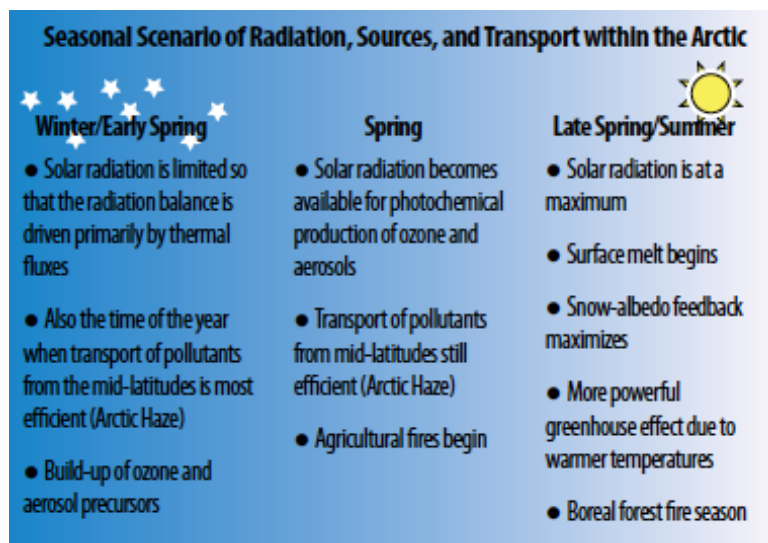 Seasonal Scenario of Radiation, Sources, and Transport within the Arctic
Winter/Early Spring
● Solar radiation is limited so
that the radiation balance is
driven primarily by thermal
fluxes
● Also the time of the year
when transport of pollutants
from the mid-latitudes is most
efficient (Arctic Haze)
● Build-up of ozone and
aerosol precursors
Spring
● Solar radiation becomes
available for photochemical
production of ozone and
aerosols
● Transport of pollutants
from mid-latitudes still
efficient (Arctic Haze)
● Agricultural fires begin
Late Spring/Summer
● Solar radiation is at a
maximum
● Surface melt begins
● Snow-albedo feedback
maximizes
● More powerful
greenhouse effect due to
warmer temperatures
● Boreal forest fire season